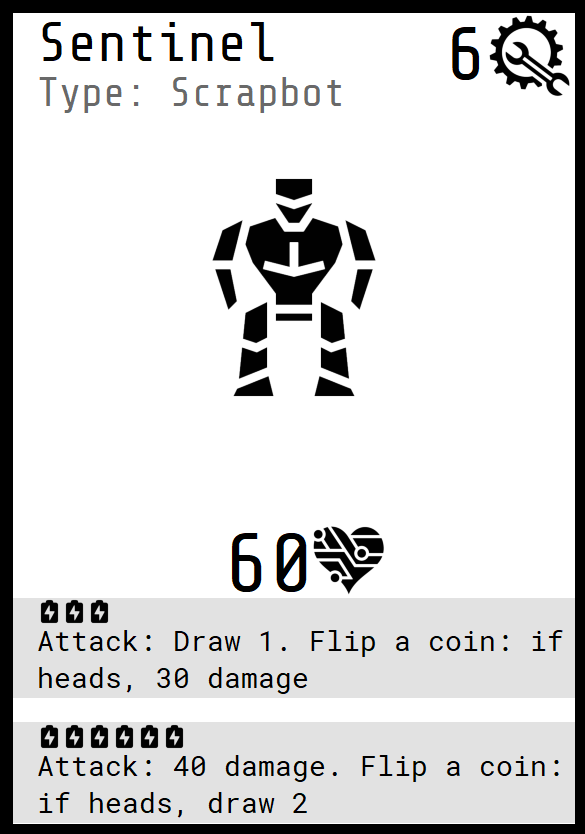 Sentinel
6
Type: Scrapbot
60
Attack: Draw 1. Flip a coin: if
heads, 30 damage
Attack: 40 damage. Flip a coin:
if heads, draw 2